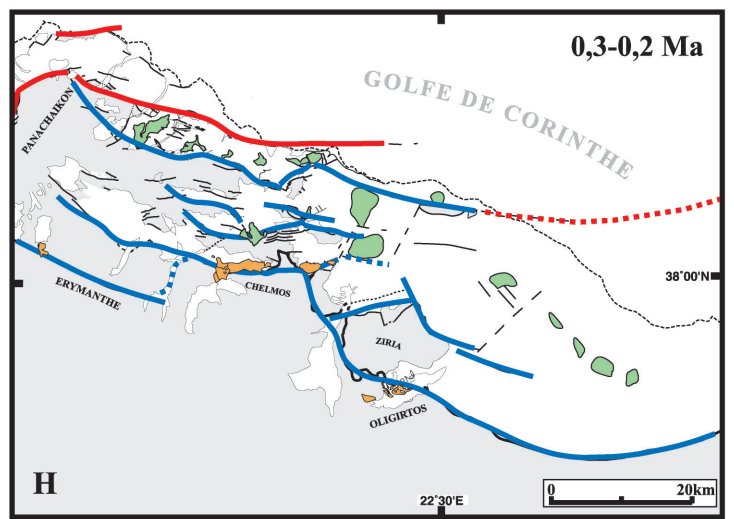 0,3-0,2 Ma
GOLFE DE CORINTHE
PANACHAIKON
38°00'N
ERYMANTHE
CHELMOS
ZIRIA
OLIGIRTOS
H
22°30'E
0 20km